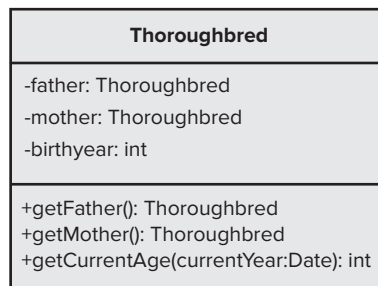 Thoroughbred
-father: Thoroughbred
-mother: Thoroughbred
-birthyear: int
+getFather(): Thoroughbred
+getMother(): Thoroughbred
+getCurrentAge(currentYear:Date): int